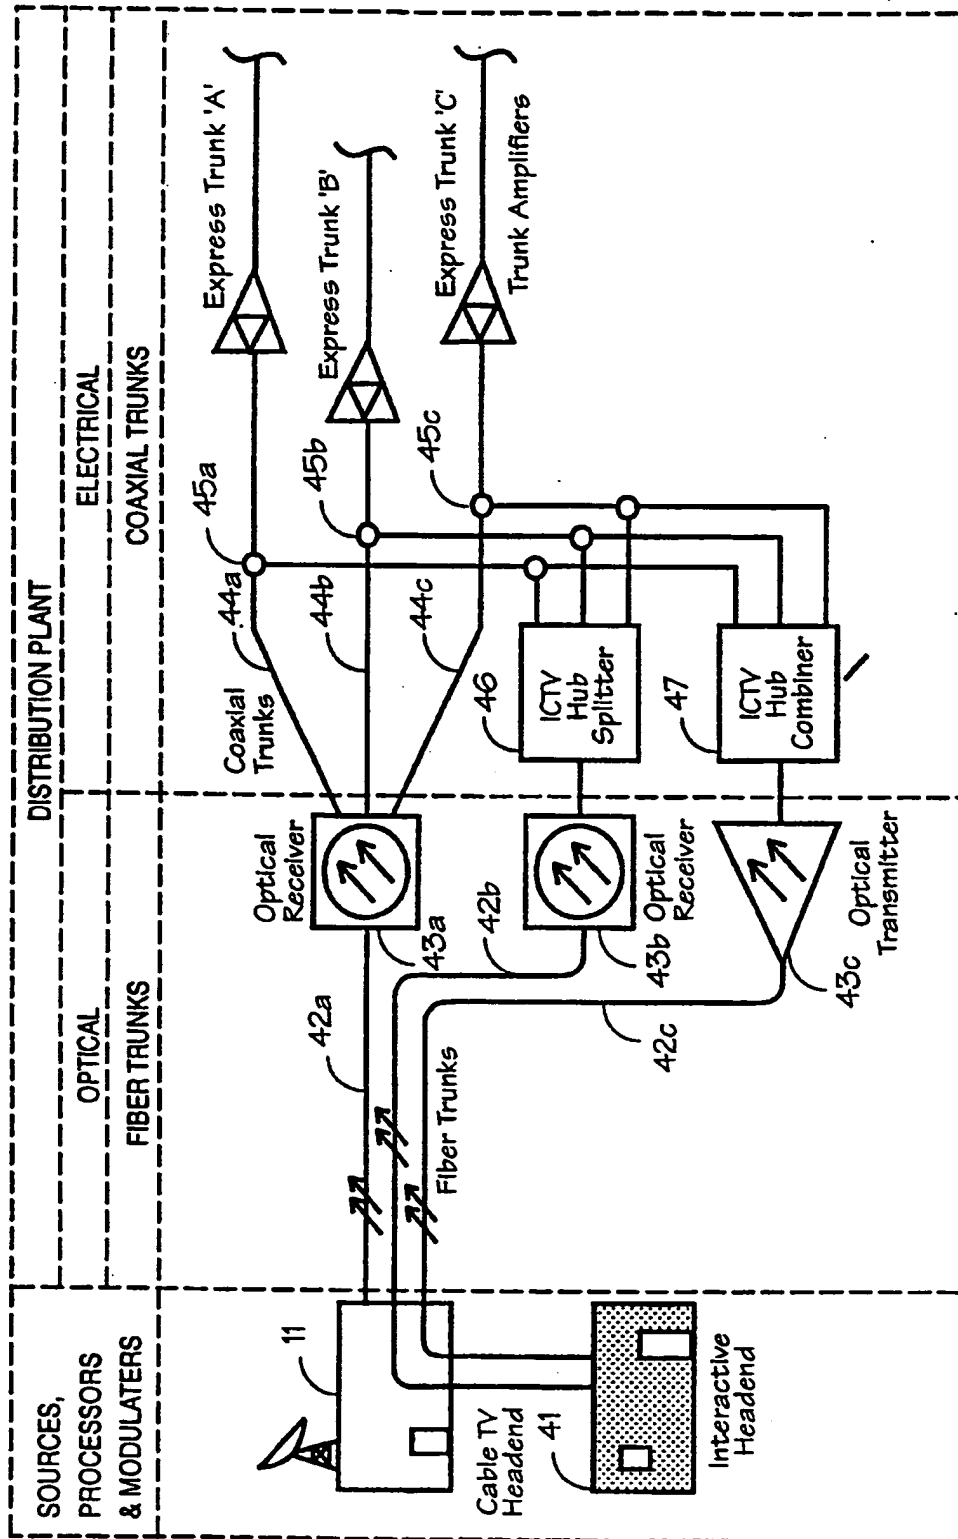 DISTRIBUTION PLANT
SOURCES,
PROCESSORS
& MODULATERS
OPTICAL
ELECTRICAL
FIBER TRUNKS
COAXIAL TRUNKS
11
Cable TV
Headend
41
Interactive
Headend
42a
Fiber Trunks
42b
42c
Optical
Receiver
43a
43b
Optical
Receiver
43c
Optical
Transmitter
Coaxial
Trunks
44a
44b
44c
45a
45b
45c
46
ICTV
Hub
Splitter
47
ICTV
Hub
Combiner
Express Trunk 'A'
Express Trunk 'B'
Express Trunk 'C'
Trunk Amplifiers